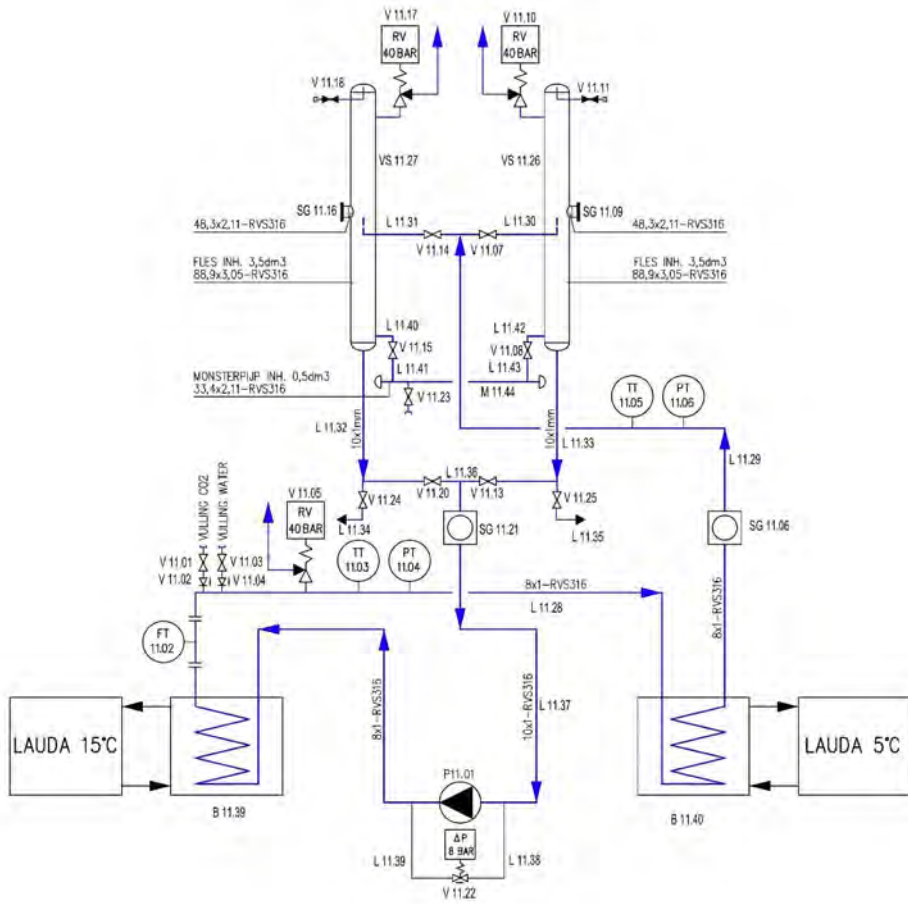 V 11.17
V 11.10
RV
40 BAR
RV
40 BAR
V 11.18
V 11.11
VS 11.27
VS 11.26
SG 11.16
SG 11.09
48,3x2,11-RVS316
L 11.31
L 11.30
48,3x2,11-RVS316
V 11.14
V 11.07
FLES INH. 3,5dm3
88,9x3,05-RVS316
FLES INH. 3,5dm3
88,9x3,05-RVS316
L 11.40
L 11.42
V 11.15
V 11.08
L 11.41
L 11.43
MONSTERPIJP INH. 0,5dm3
33,4x2,11-RVS316
M 11.44
V 11.23
TT
11.05
PT
11.06
L 11.32
10x1mm
10x1mm
L 11.33
L 11.29
L 11.36
V 11.24
V 11.20
V 11.13
V 11.25
VULLING CO2
VULLING WATER
V 11.05
RV
40 BAR
L 11.34
SG 11.21
L 11.35
SG 11.06
V 11.01
V 11.03
V 11.02
V 11.04
TT
11.03
PT
11.04
8x1-RVS316
L 11.28
8x1-RVS316
FT
11.02
8x1-RVS316
10x1-RVS316
L 11.37
LAUDA 15°C
LAUDA 5°C
B 11.39
P11.01
B 11.40
ΔP
8 BAR
L 11.39
L 11.38
V 11.22